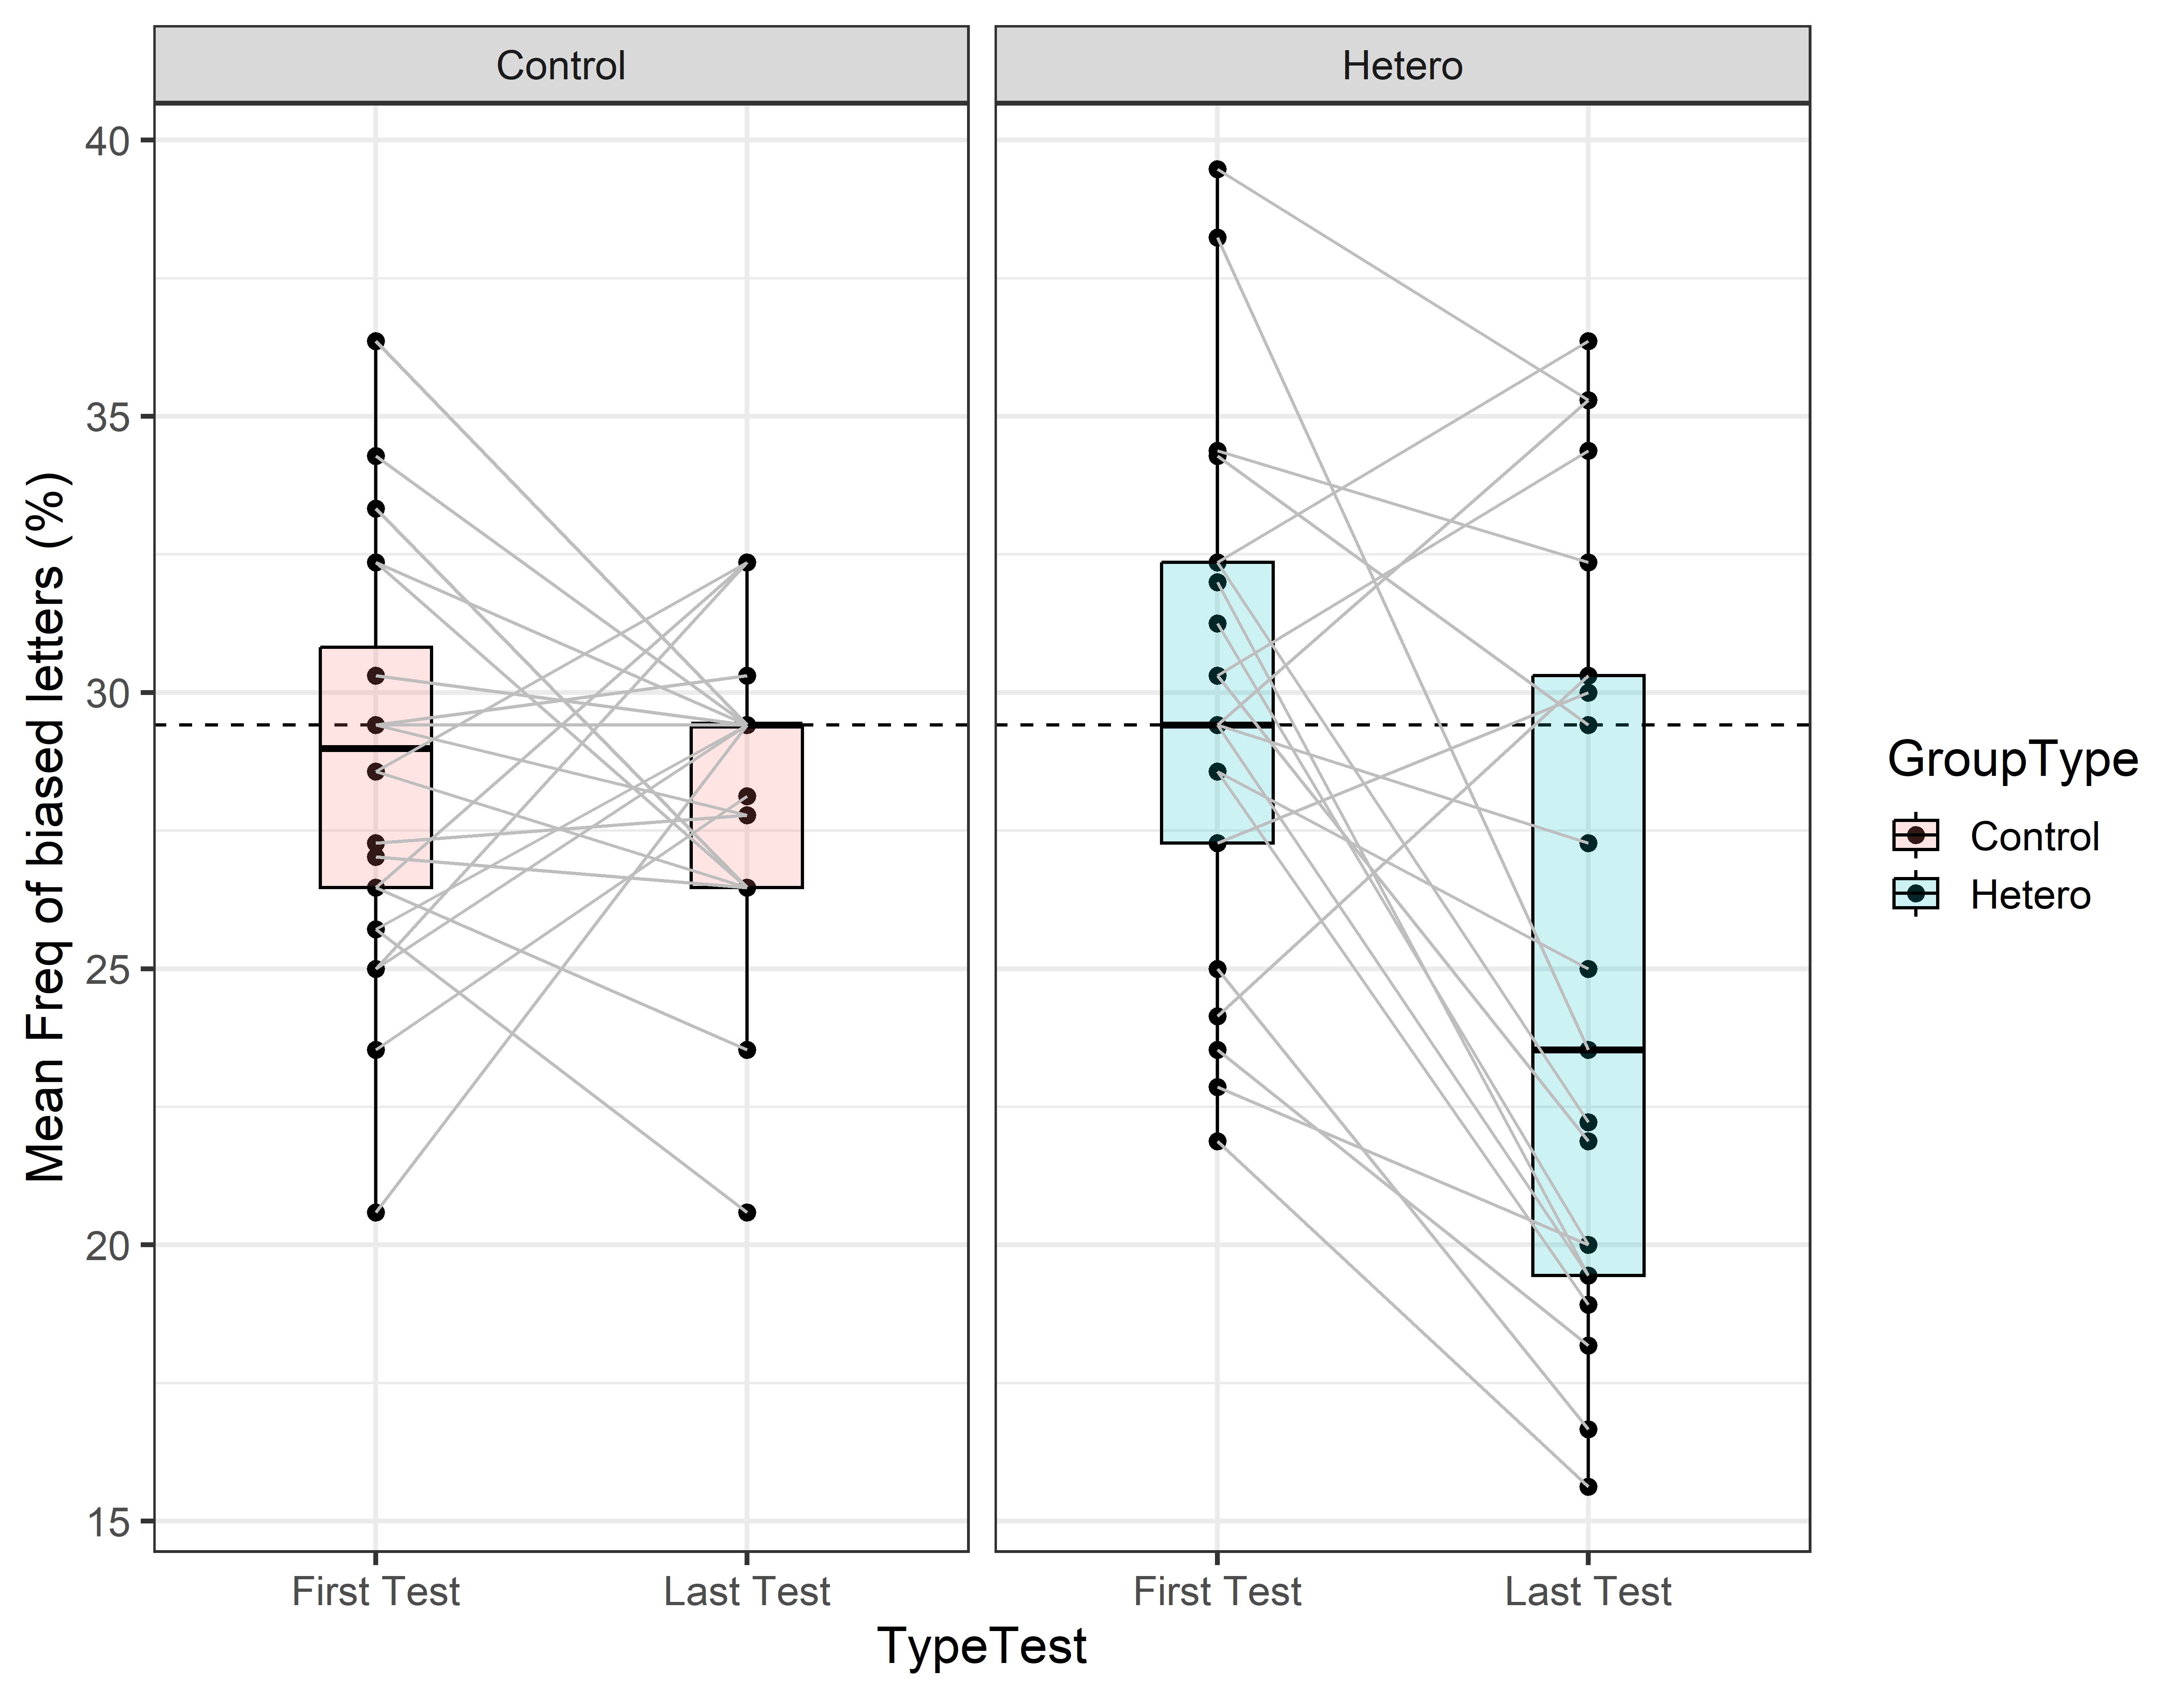 Control
Hetero
Mean Freq of biased letters (%)
40
35
30
25
20
15
First Test
Last Test
First Test
Last Test
TypeTest
GroupType
Control
Hetero